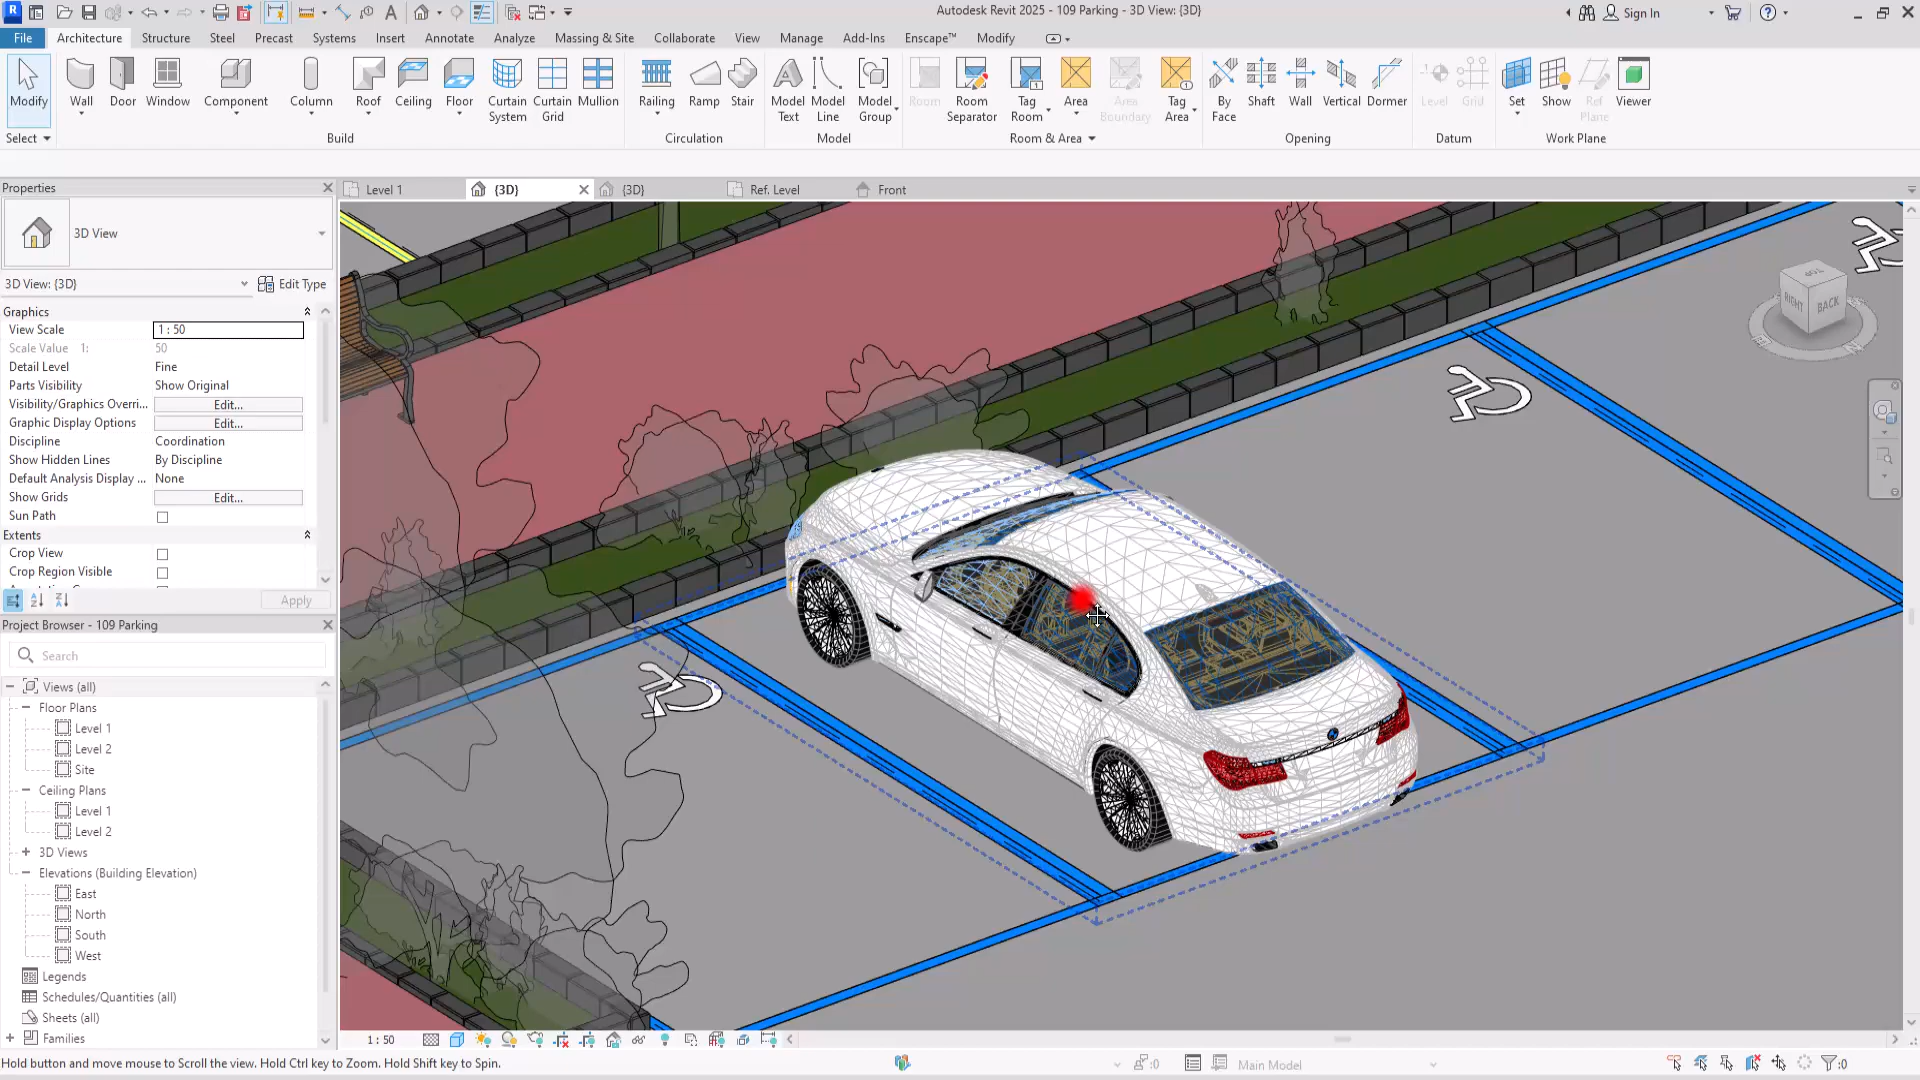 Autodesk Revit 2025 - 109 Parking - 3D View: {3D}
Sign In
File Architecture Structure Steel Precast Systems Insert Annotate Analyze Massing & Site Collaborate View Manage Add-Ins Enscape™ Modify
Modify Wall Door Window Component Column Roof Ceiling Floor Curtain System Curtain Grid Mullion Railing Ramp Stair Model Text Model Line Model Group Room Room Separator Tag Room Area Area Boundary Tag Area By Face Shaft Wall Vertical Dormer Level Grid Set Show Ref Plane Viewer
Select Build Circulation Model Room & Area Opening Datum Work Plane
Properties
Level 1 {3D} {3D} Ref. Level Front
3D View
3D View: {3D} Edit Type
Graphics
View Scale 1 : 50
Scale Value 1: 50
Detail Level Fine
Parts Visibility Show Original
Visibility/Graphics Overri... Edit...
Graphic Display Options Edit...
Discipline Coordination
Show Hidden Lines By Discipline
Default Analysis Display ... None
Show Grids Edit...
Sun Path
Extents
Crop View
Crop Region Visible
Apply
Project Browser - 109 Parking
Search
Views (all)
Floor Plans
Level 1
Level 2
Site
Ceiling Plans
Level 1
Level 2
3D Views
Elevations (Building Elevation)
East
North
South
West
Legends
Schedules/Quantities (all)
Sheets (all)
Families
TOP
RIGHT BACK
1 : 50
Hold button and move mouse to Scroll the view. Hold Ctrl key to Zoom. Hold Shift key to Spin.
:0 Main Model :0